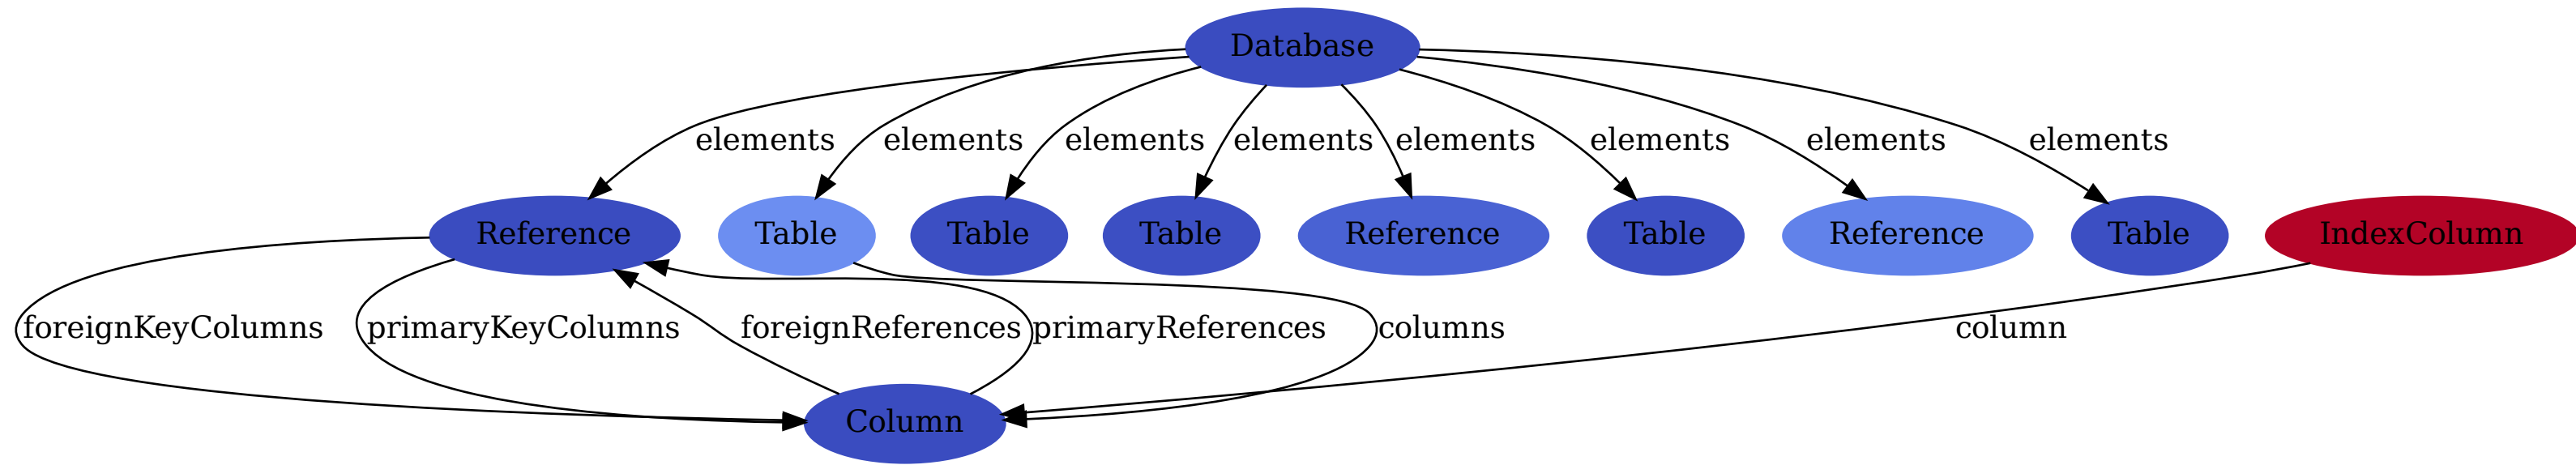 Database
elements elements elements elements elements elements elements elements
Reference Table Table Table Reference Table Reference Table IndexColumn
foreignKeyColumns primaryKeyColumns foreignReferences primaryReferences columns column
Column